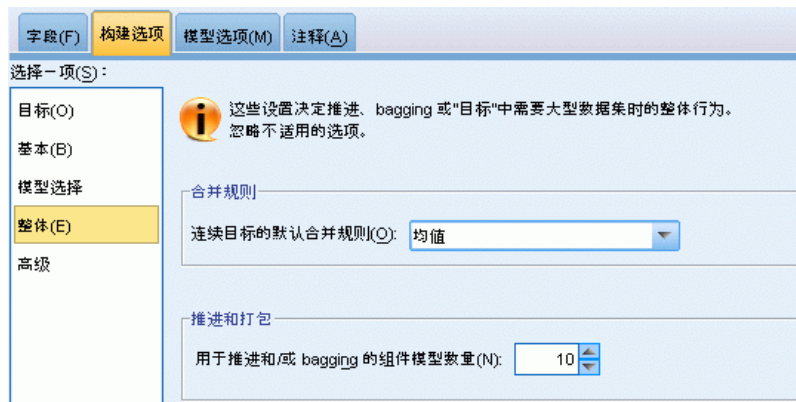 字段(F) 构建选项 模型选项(M) 注释(A)
选择一项(S)：
目标(O)
基本(B)
模型选择
整体(E)
高级
这些设置决定推进、bagging 或"目标"中需要大型数据集时的整体行为。
忽略不适用的选项。
合并规则
连续目标的默认合并规则(O): 均值
推进和打包
用于推进和/或 bagging 的组件模型数量(N): 10